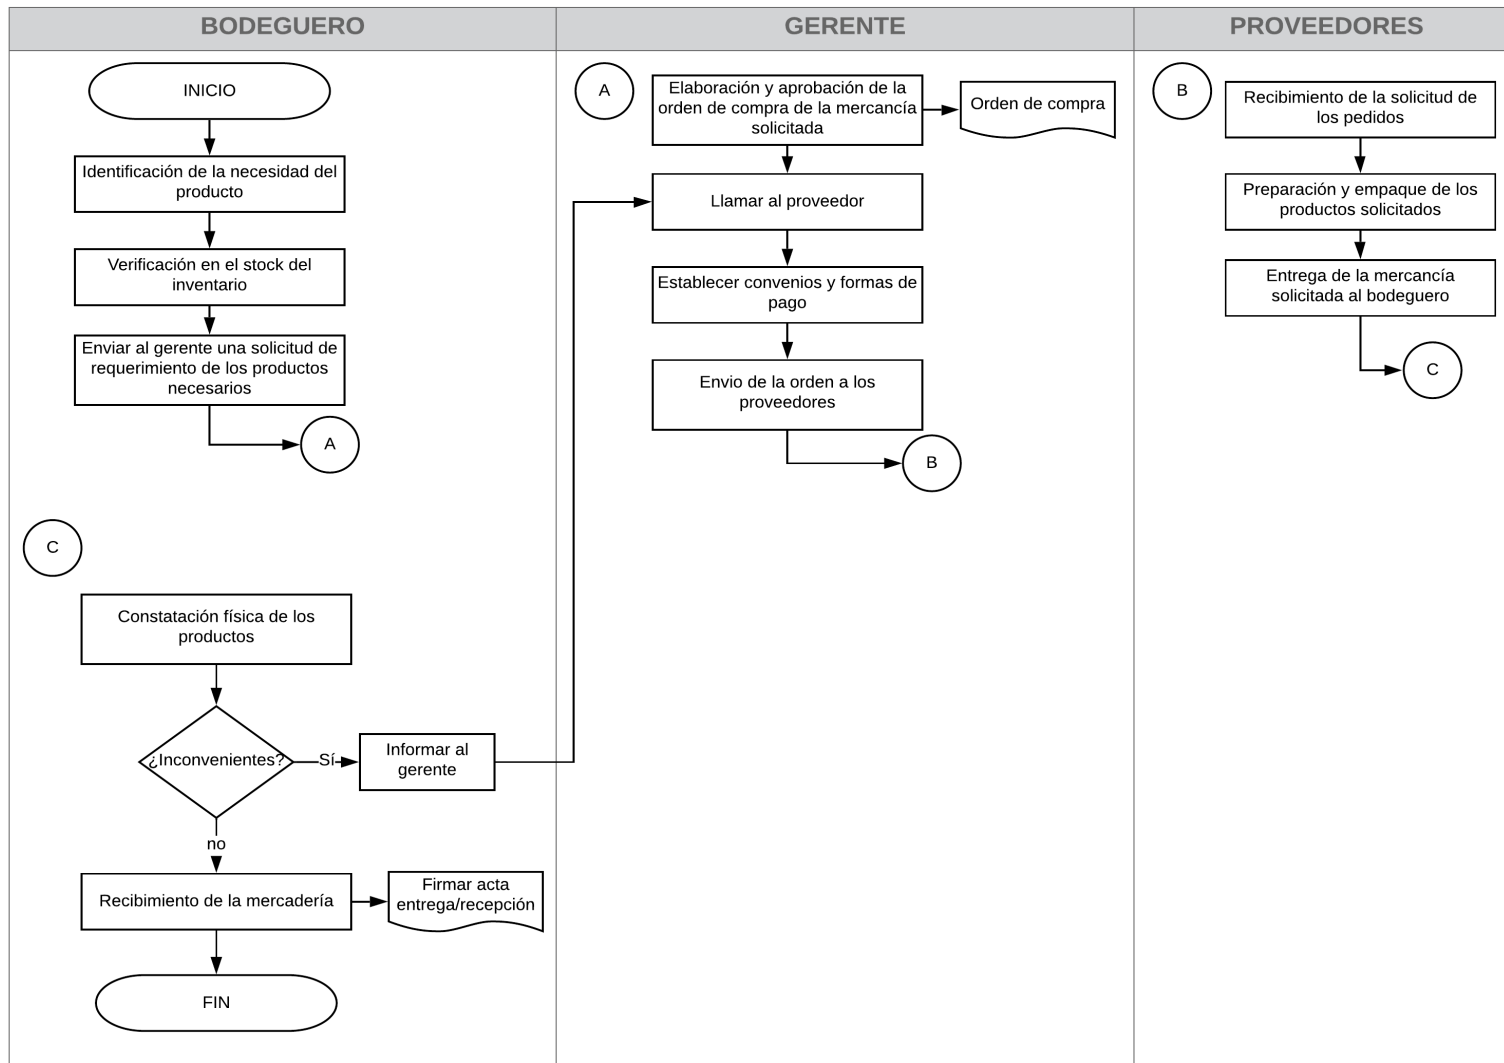 BODEGUERO
GERENTE
PROVEEDORES
INICIO
Identificación de la necesidad del
producto
Verificación en el stock del
inventario
Enviar al gerente una solicitud de
requerimiento de los productos
necesarios
A
C
Constatación física de los
productos
¿Inconvenientes?
Sí
Informar al
gerente
no
Recibimiento de la mercadería
Firmar acta
entrega/recepción
FIN
A
Elaboración y aprobación de la
orden de compra de la mercancía
solicitada
Orden de compra
Llamar al proveedor
Establecer convenios y formas de
pago
Envio de la orden a los
proveedores
B
B
Recibimiento de la solicitud de
los pedidos
Preparación y empaque de los
productos solicitados
Entrega de la mercancía
solicitada al bodeguero
C